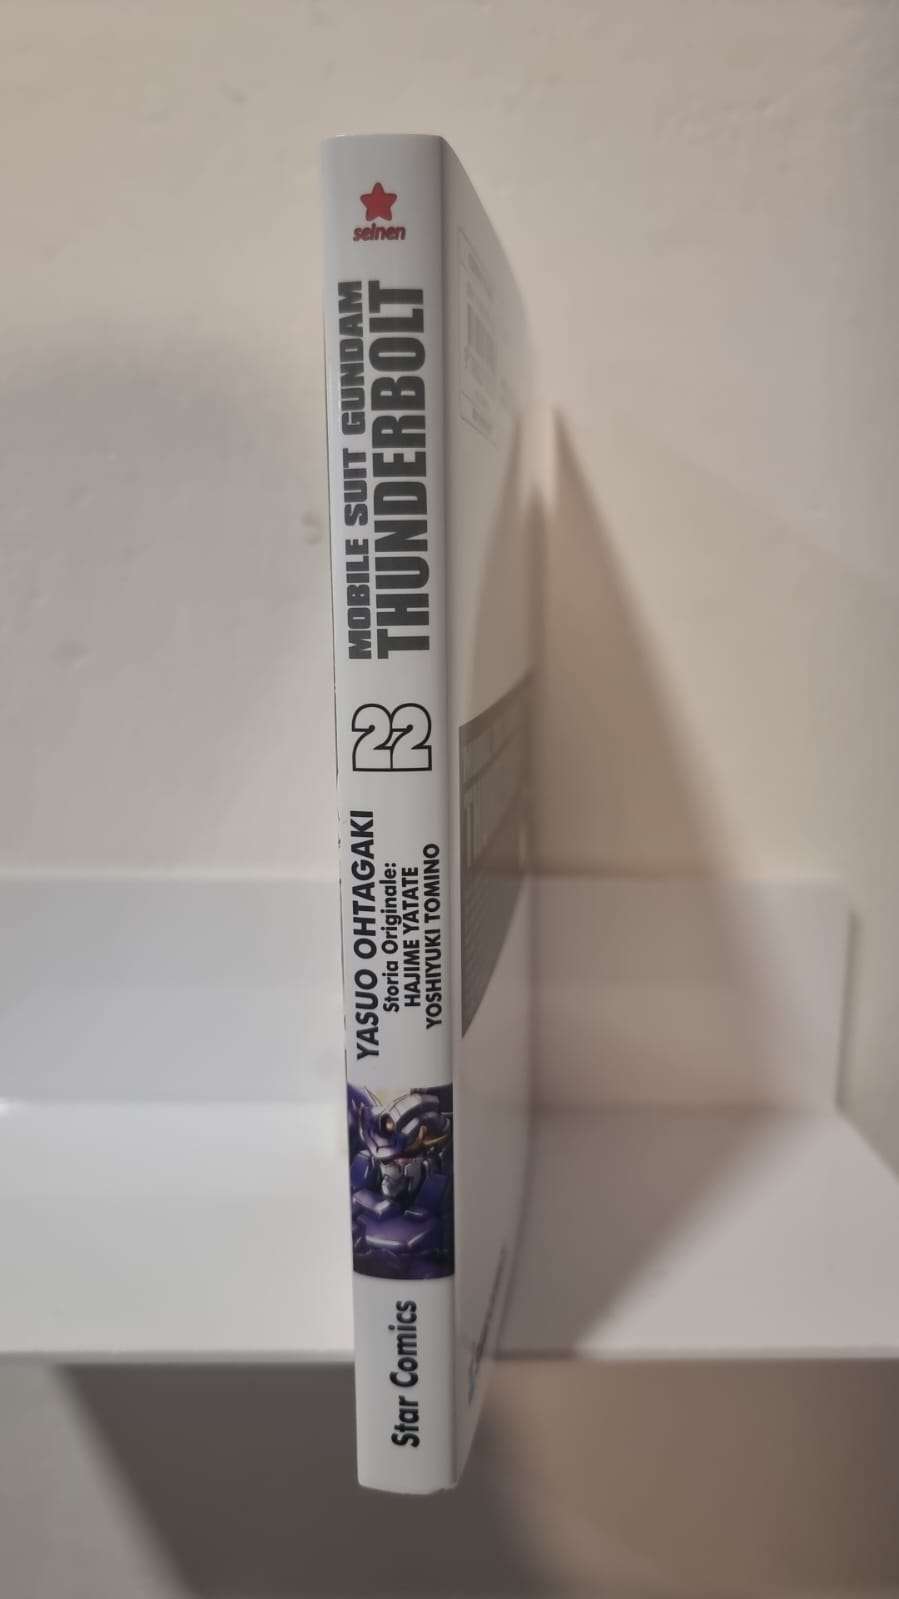 seinen
MOBILE SUIT GUNDAM
THUNDERBOLT
22
YASUO OHTAGAKI
Storia Originale:
HAJIME YATATE
YOSHIYUKI TOMINO
Star Comics